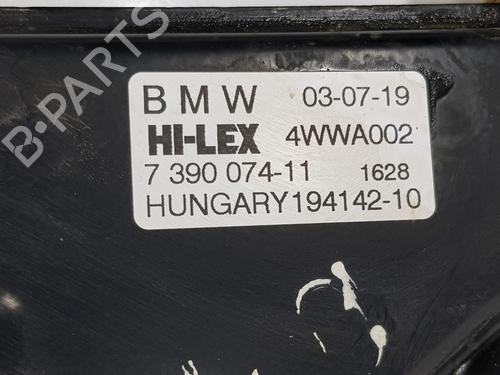 BMW 03-07-19
HI-LEX 4WWA002
7 390 074-11 1628
HUNGARY194142-10
B-PARTS